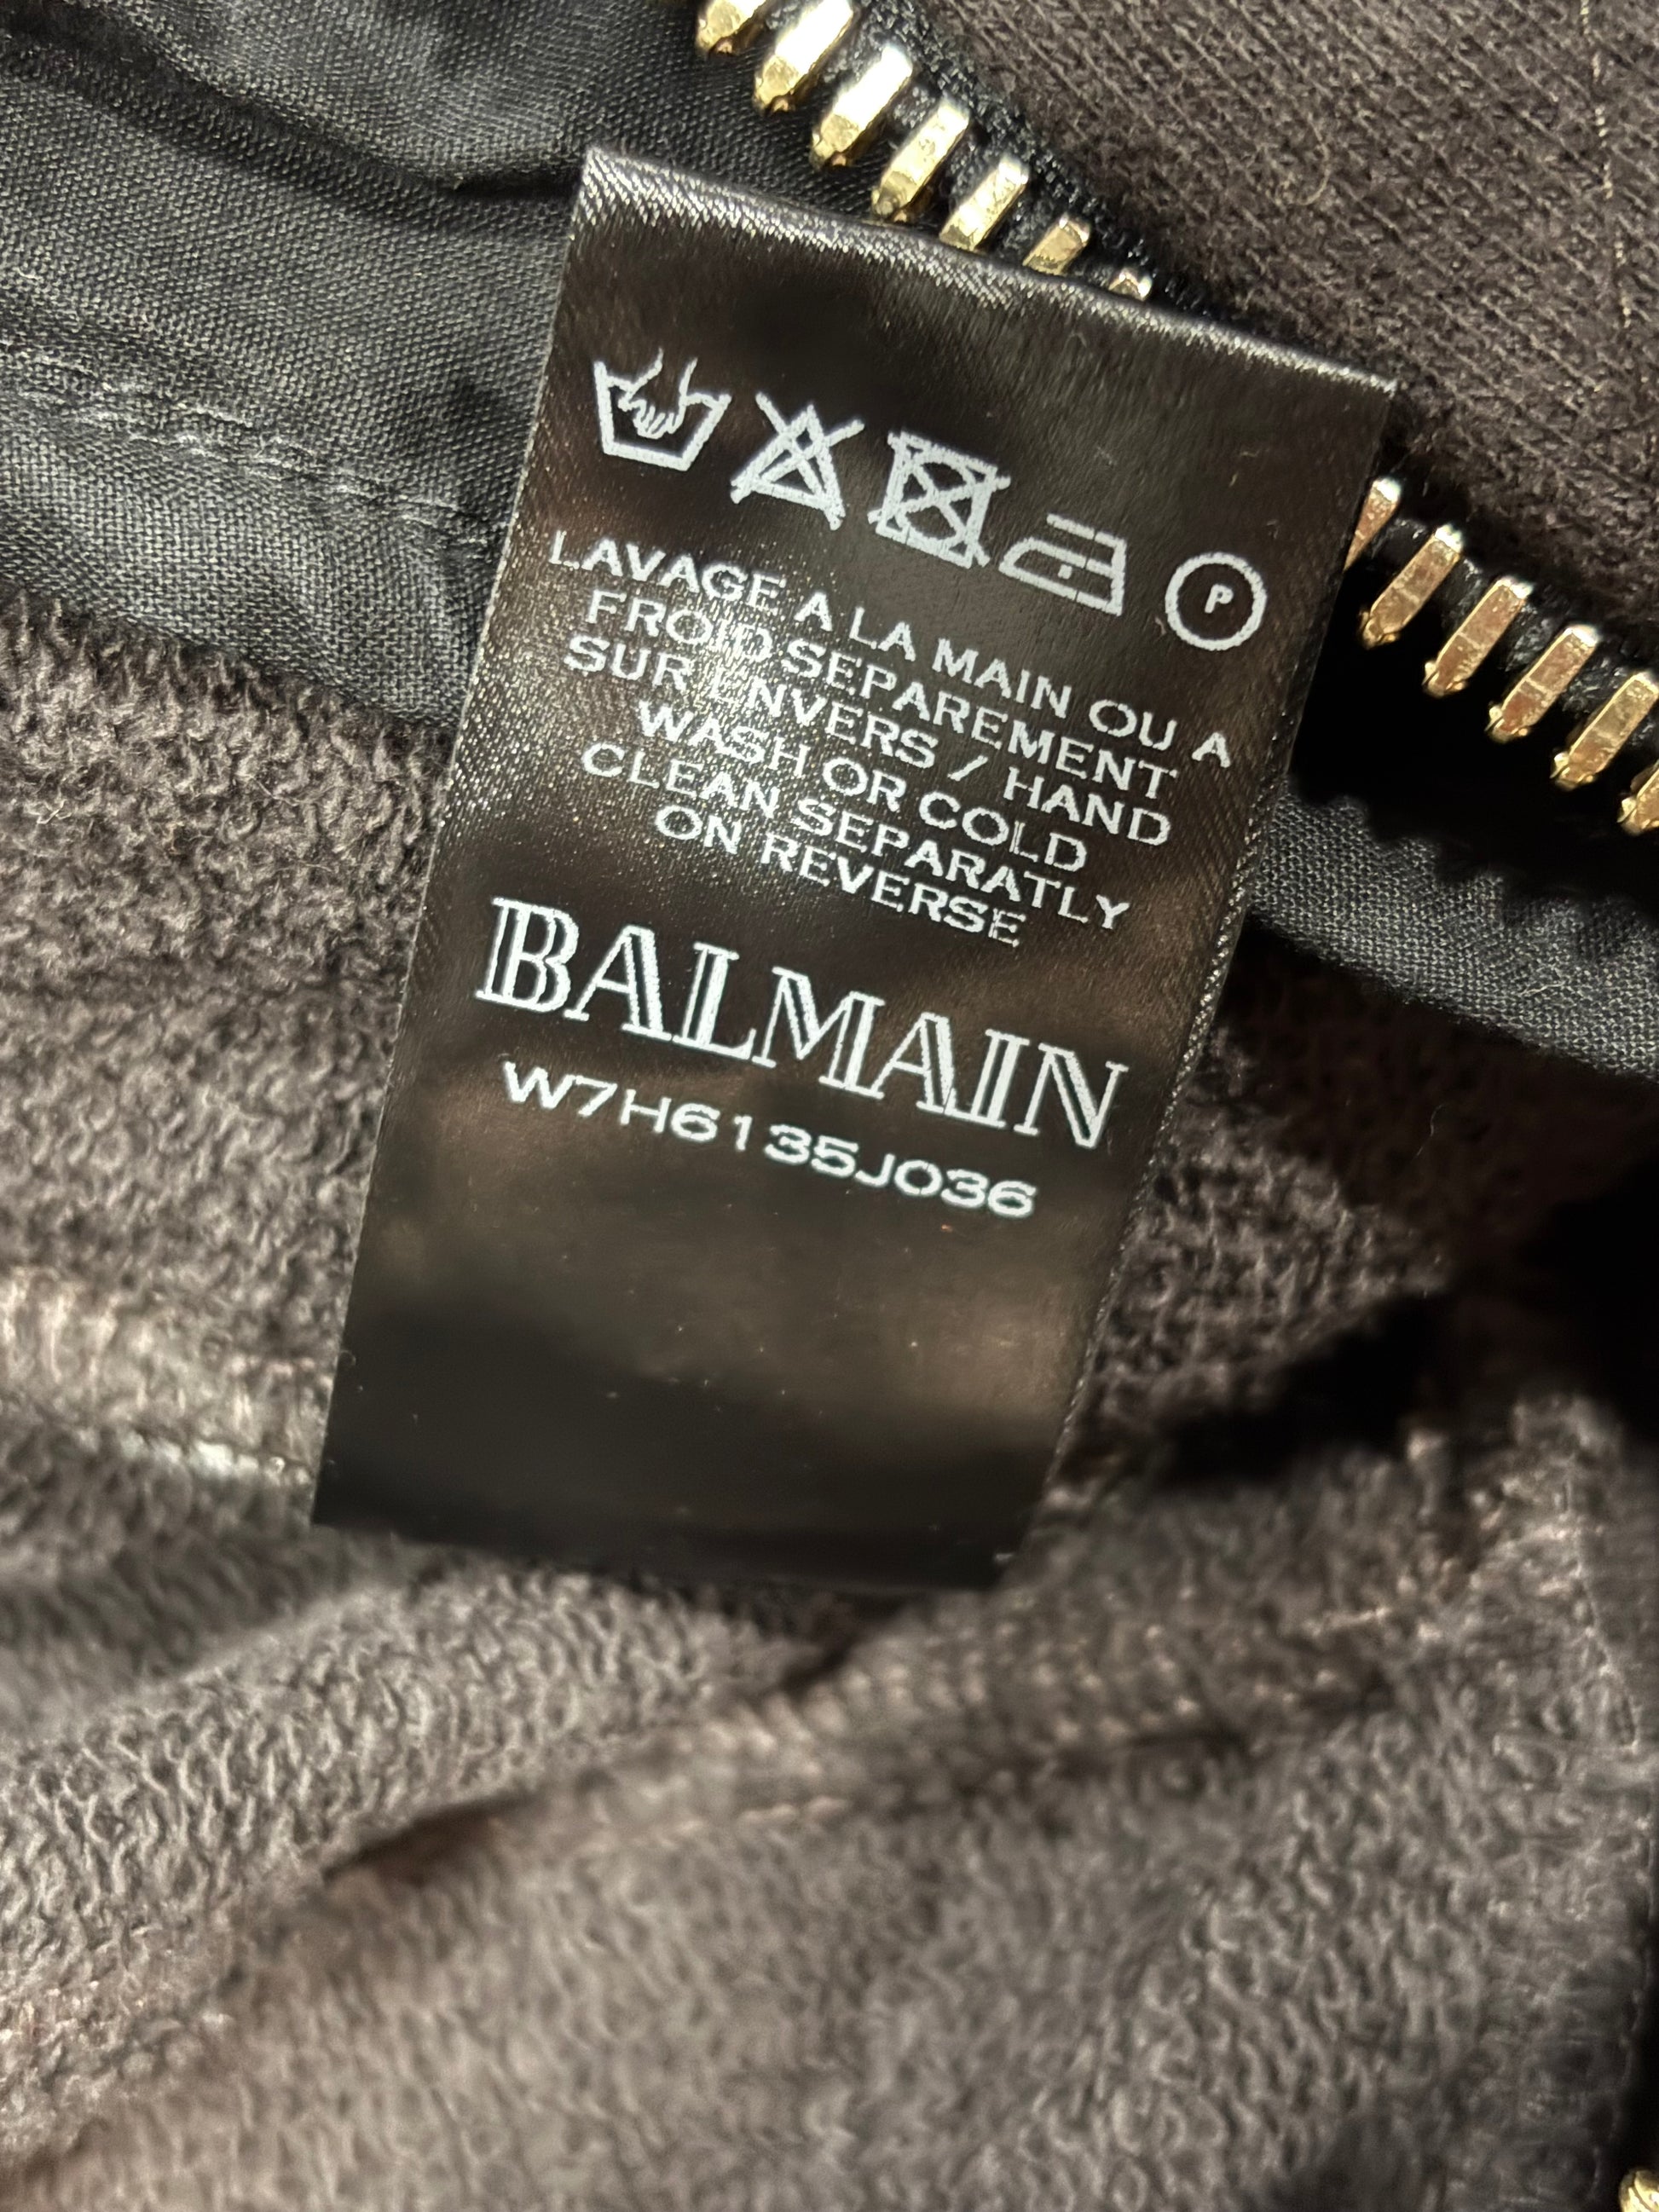 P
LAVAGE A LA MAIN OU A
FROID SEPAREMENT
SUR ENVERS / HAND
WASH OR COLD
CLEAN SEPARATLY
ON REVERSE
BALMAIN
W7H6135J036